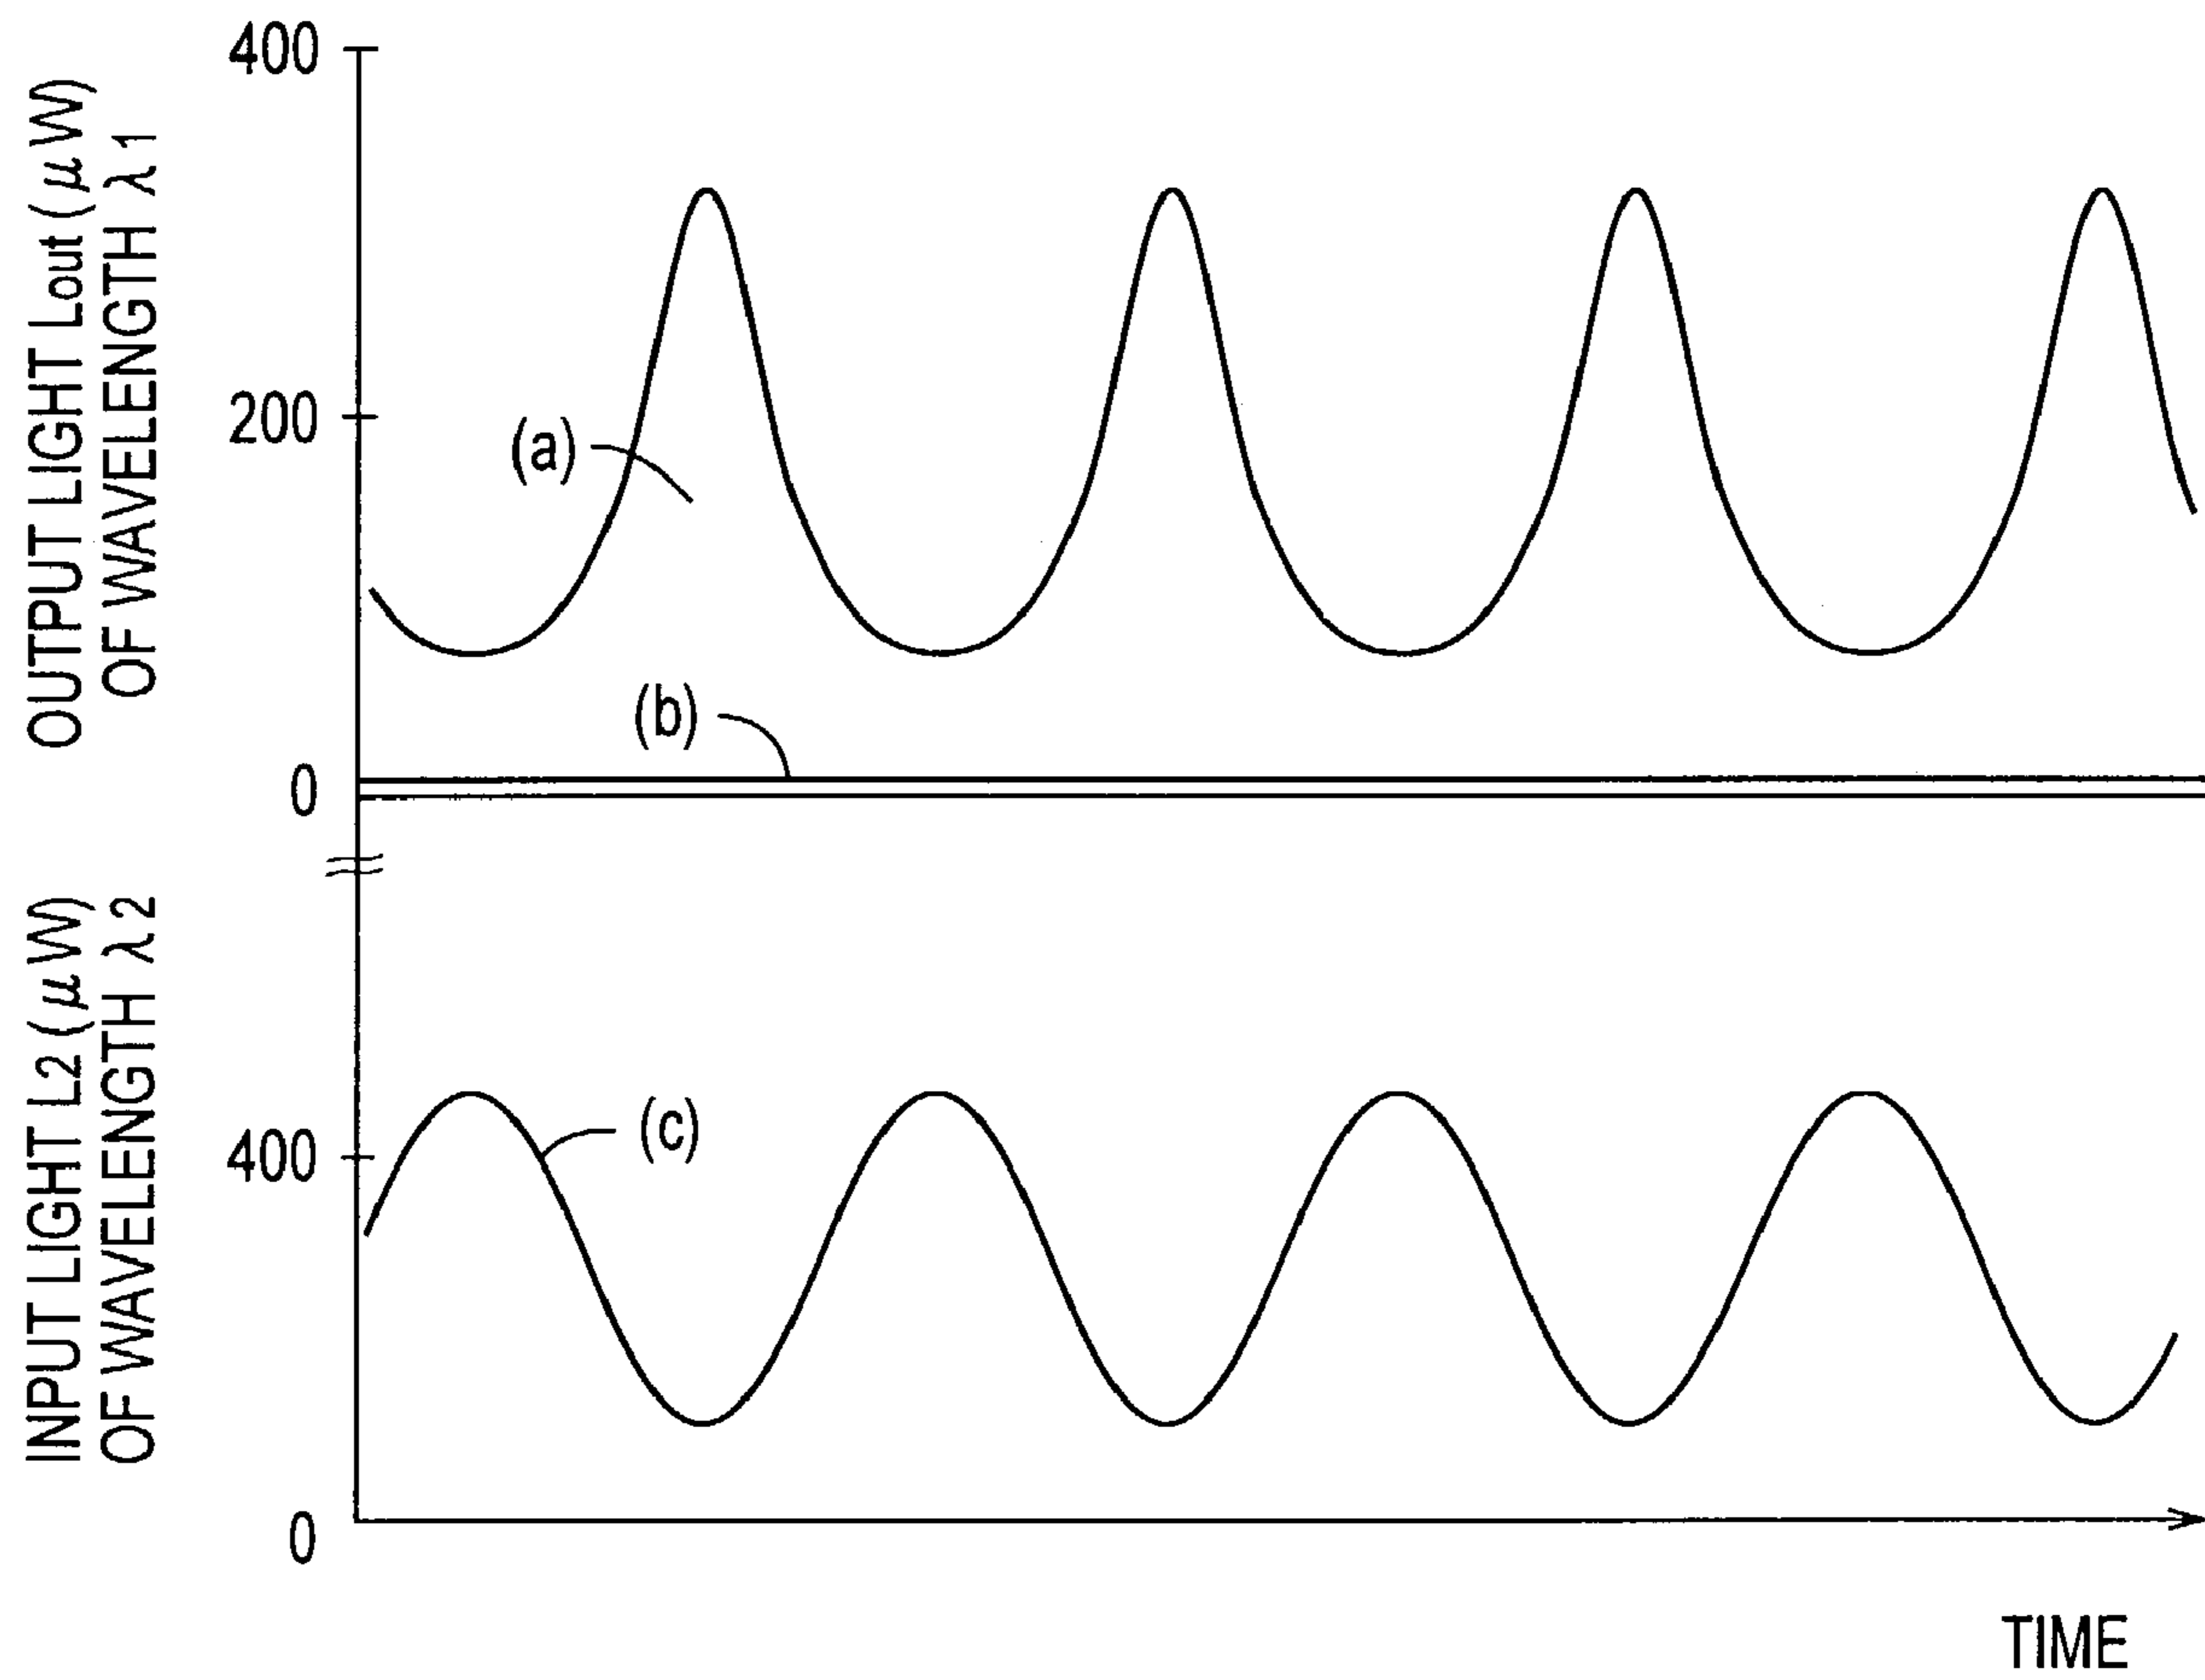 OUTPUT LIGHT Lout (μW)
OF WAVELENGTH λ1
400
200
0
(a)
(b)
INPUT LIGHT L2 (μW)
OF WAVELENGTH λ2
400
0
(c)
TIME